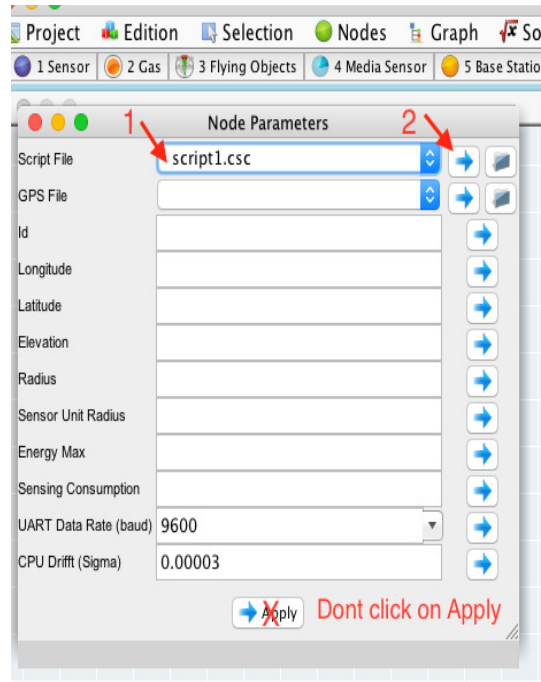 Project Edition Selection Nodes Graph √x So
1 Sensor 2 Gas 3 Flying Objects 4 Media Sensor 5 Base Statio
1 Node Parameters 2
Script File script1.csc
GPS File
Id
Longitude
Latitude
Elevation
Radius
Sensor Unit Radius
Energy Max
Sensing Consumption
UART Data Rate (baud) 9600
CPU Drifft (Sigma) 0.00003
Apply X Dont click on Apply